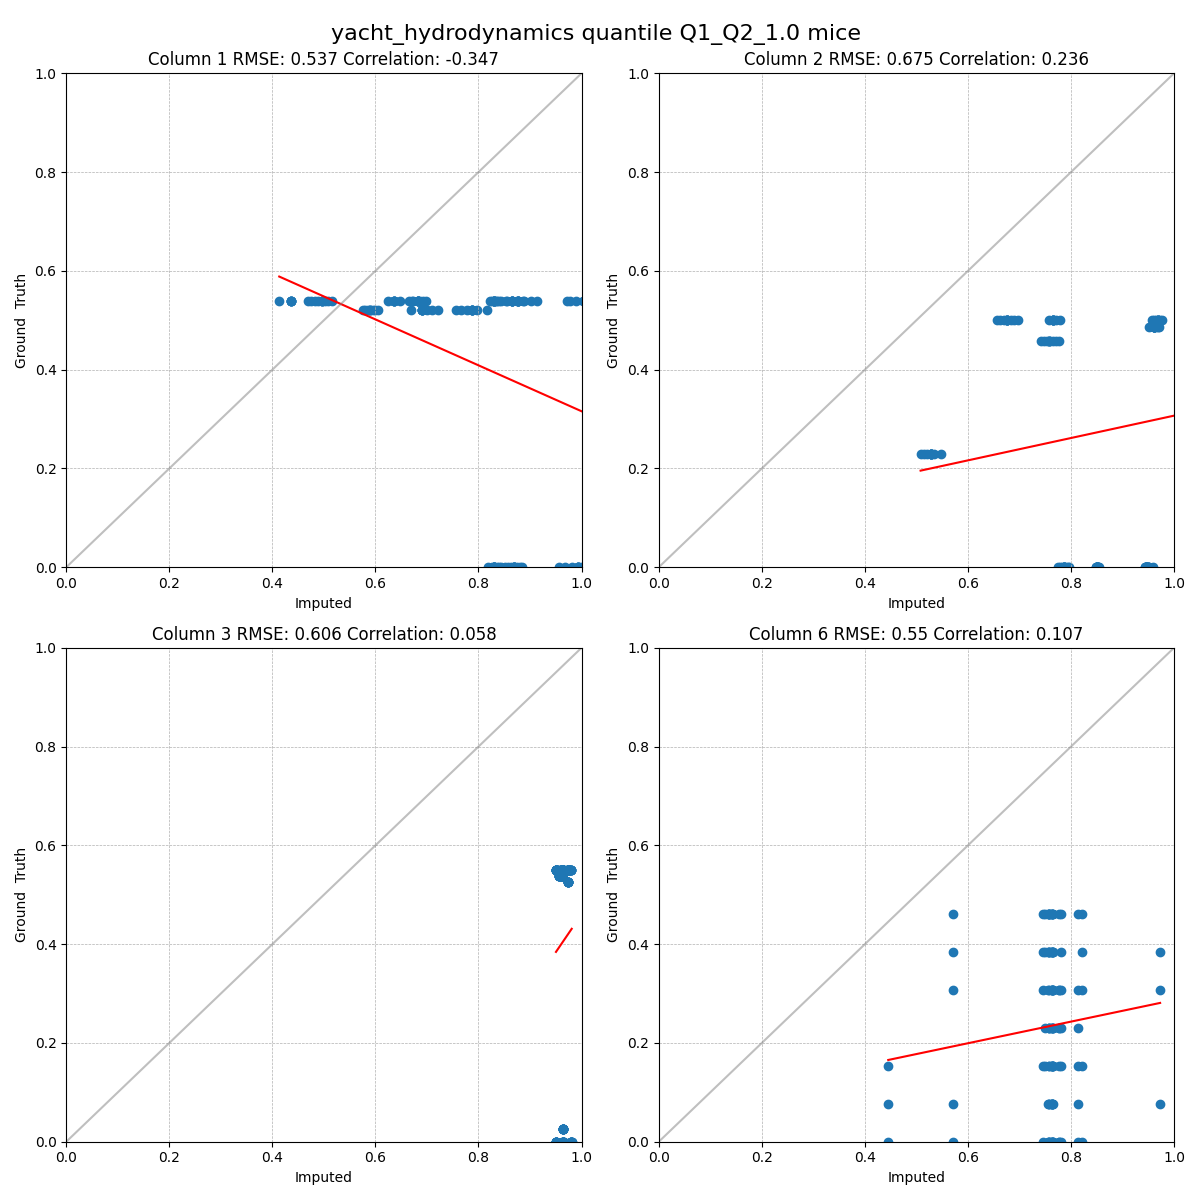 yacht_hydrodynamics quantile Q1_Q2_1.0 mice
Column 1 RMSE: 0.537 Correlation: -0.347
1.0
0.8
0.6
0.4
0.2
0.0
Ground Truth
0.0 0.2 0.4 0.6 0.8 1.0
Imputed
Column 2 RMSE: 0.675 Correlation: 0.236
1.0
0.8
0.6
0.4
0.2
0.0
Ground Truth
0.0 0.2 0.4 0.6 0.8 1.0
Imputed
Column 3 RMSE: 0.606 Correlation: 0.058
1.0
0.8
0.6
0.4
0.2
0.0
Ground Truth
0.0 0.2 0.4 0.6 0.8 1.0
Imputed
Column 6 RMSE: 0.55 Correlation: 0.107
1.0
0.8
0.6
0.4
0.2
0.0
Ground Truth
0.0 0.2 0.4 0.6 0.8 1.0
Imputed